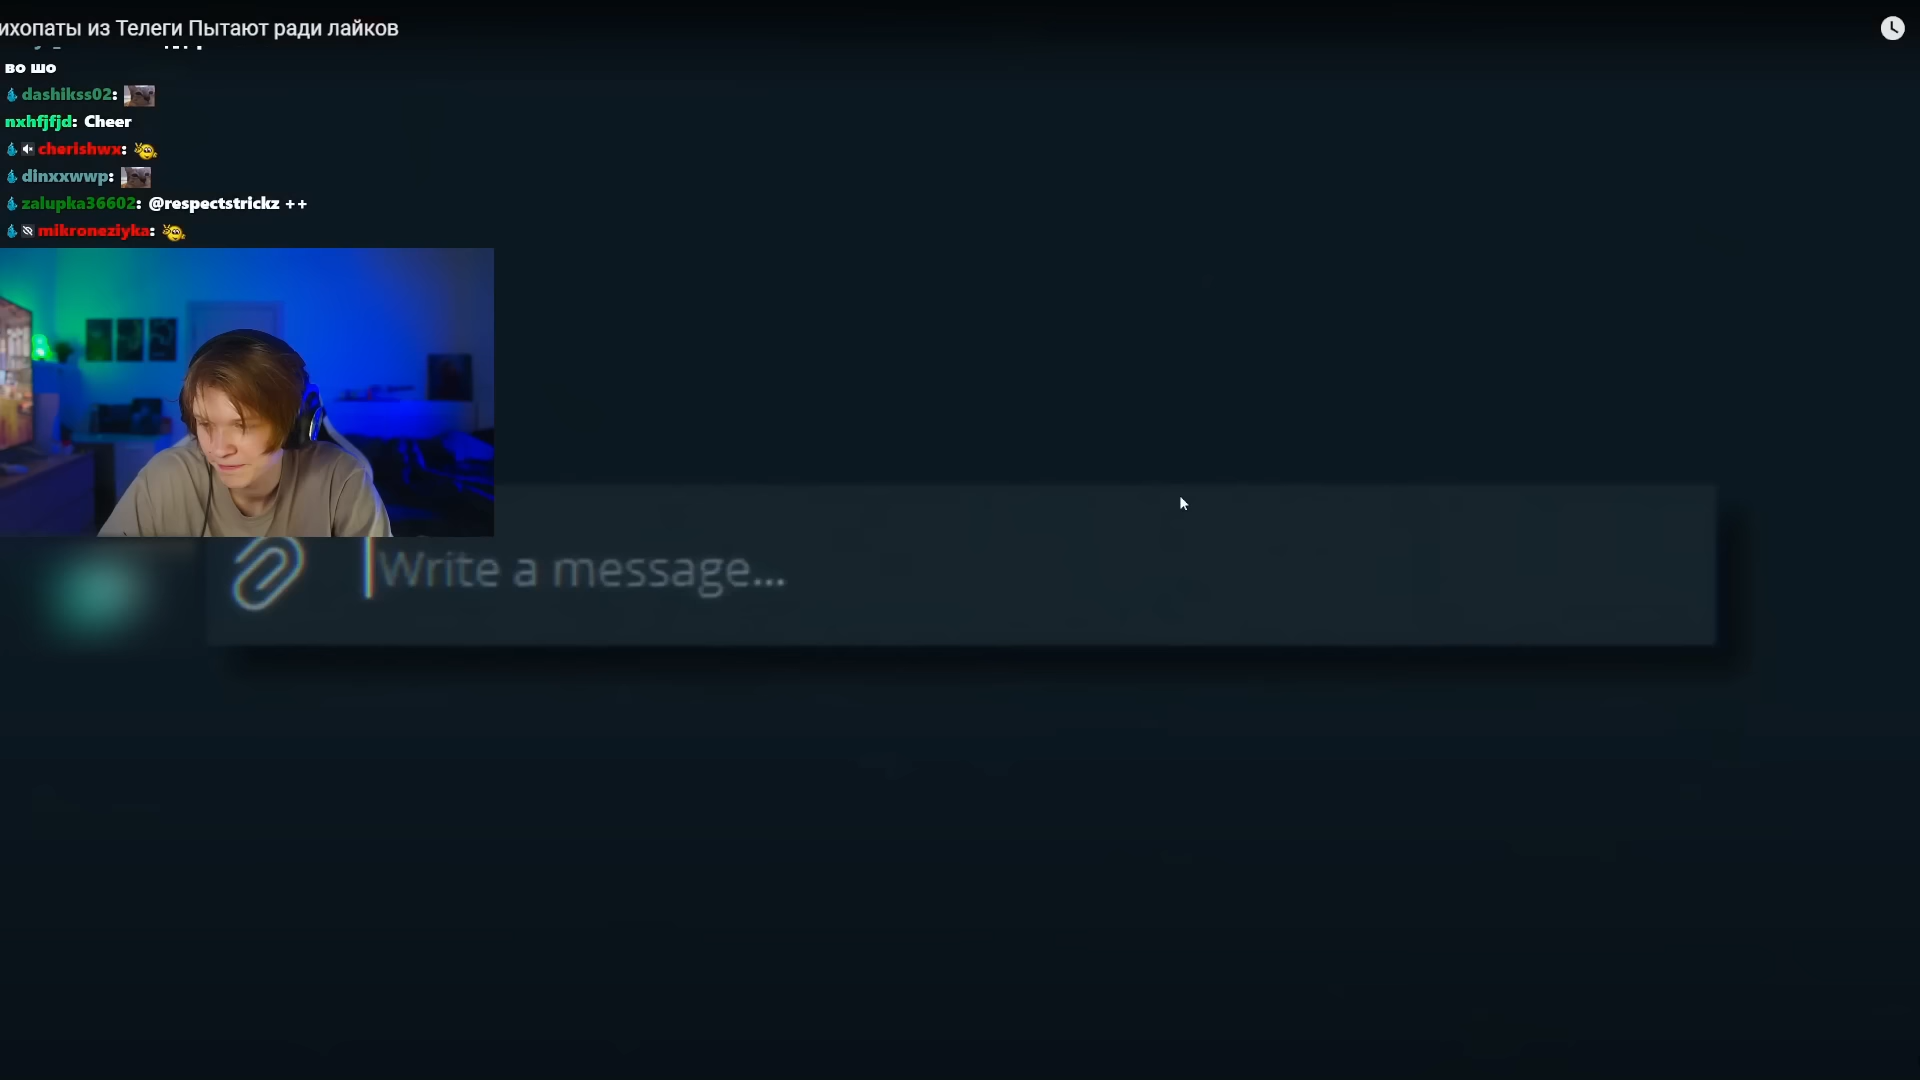 ихопаты из Телеги Пытают ради лайков
во шо
dashikss02:
nxhfjfjd: Cheer
cherishwx:
dinxxwwp:
zalupka36602: @respectstrickz ++
mikroneziyka:
Write a message...